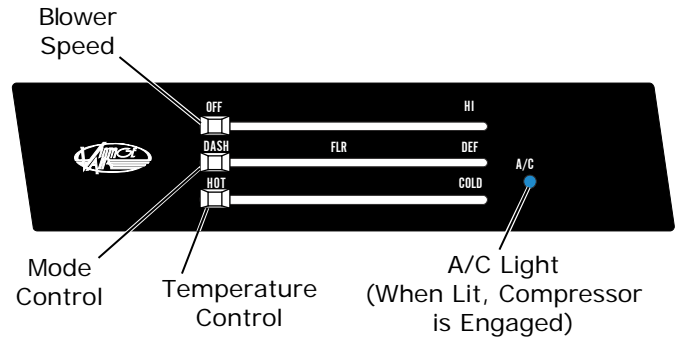 Blower
Speed
OFF HI
DASH FLR DEF
A/C
HOT COLD
Mode
Control
Temperature
Control
A/C Light
(When Lit, Compressor
is Engaged)